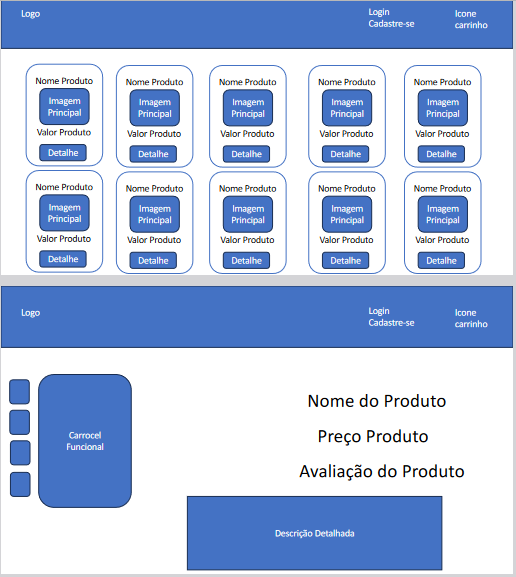 Logo
Login
Cadastre-se
Icone
carrinho
Nome Produto
Imagem
Principal
Valor Produto
Detalhe
Nome Produto
Imagem
Principal
Valor Produto
Detalhe
Nome Produto
Imagem
Principal
Valor Produto
Detalhe
Nome Produto
Imagem
Principal
Valor Produto
Detalhe
Nome Produto
Imagem
Principal
Valor Produto
Detalhe
Nome Produto
Imagem
Principal
Valor Produto
Detalhe
Nome Produto
Imagem
Principal
Valor Produto
Detalhe
Nome Produto
Imagem
Principal
Valor Produto
Detalhe
Nome Produto
Imagem
Principal
Valor Produto
Detalhe
Nome Produto
Imagem
Principal
Valor Produto
Detalhe
Logo
Login
Cadastre-se
Icone
carrinho
Carrocel
Funcional
Nome do Produto
Preço Produto
Avaliação do Produto
Descrição Detalhada